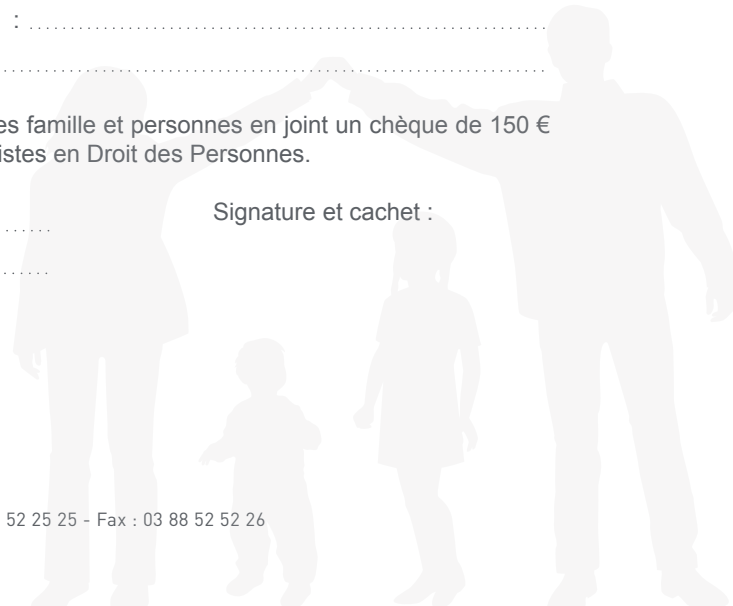 : ......................................................................
......................................................................
es famille et personnes en joint un chèque de 150 €
istes en Droit des Personnes.
Signature et cachet :
......
......
52 25 25 - Fax : 03 88 52 52 26